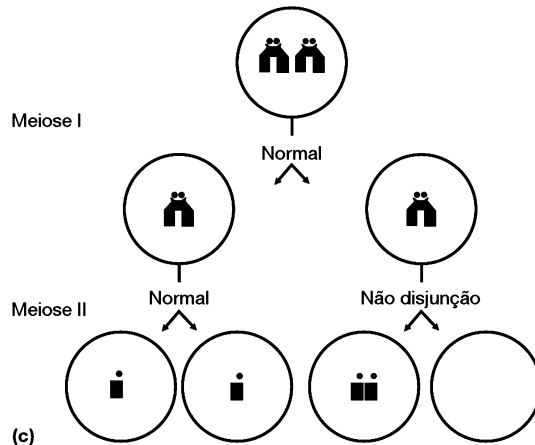 Meiose I
Normal
Meiose II
Normal
Não disjunção
(c)